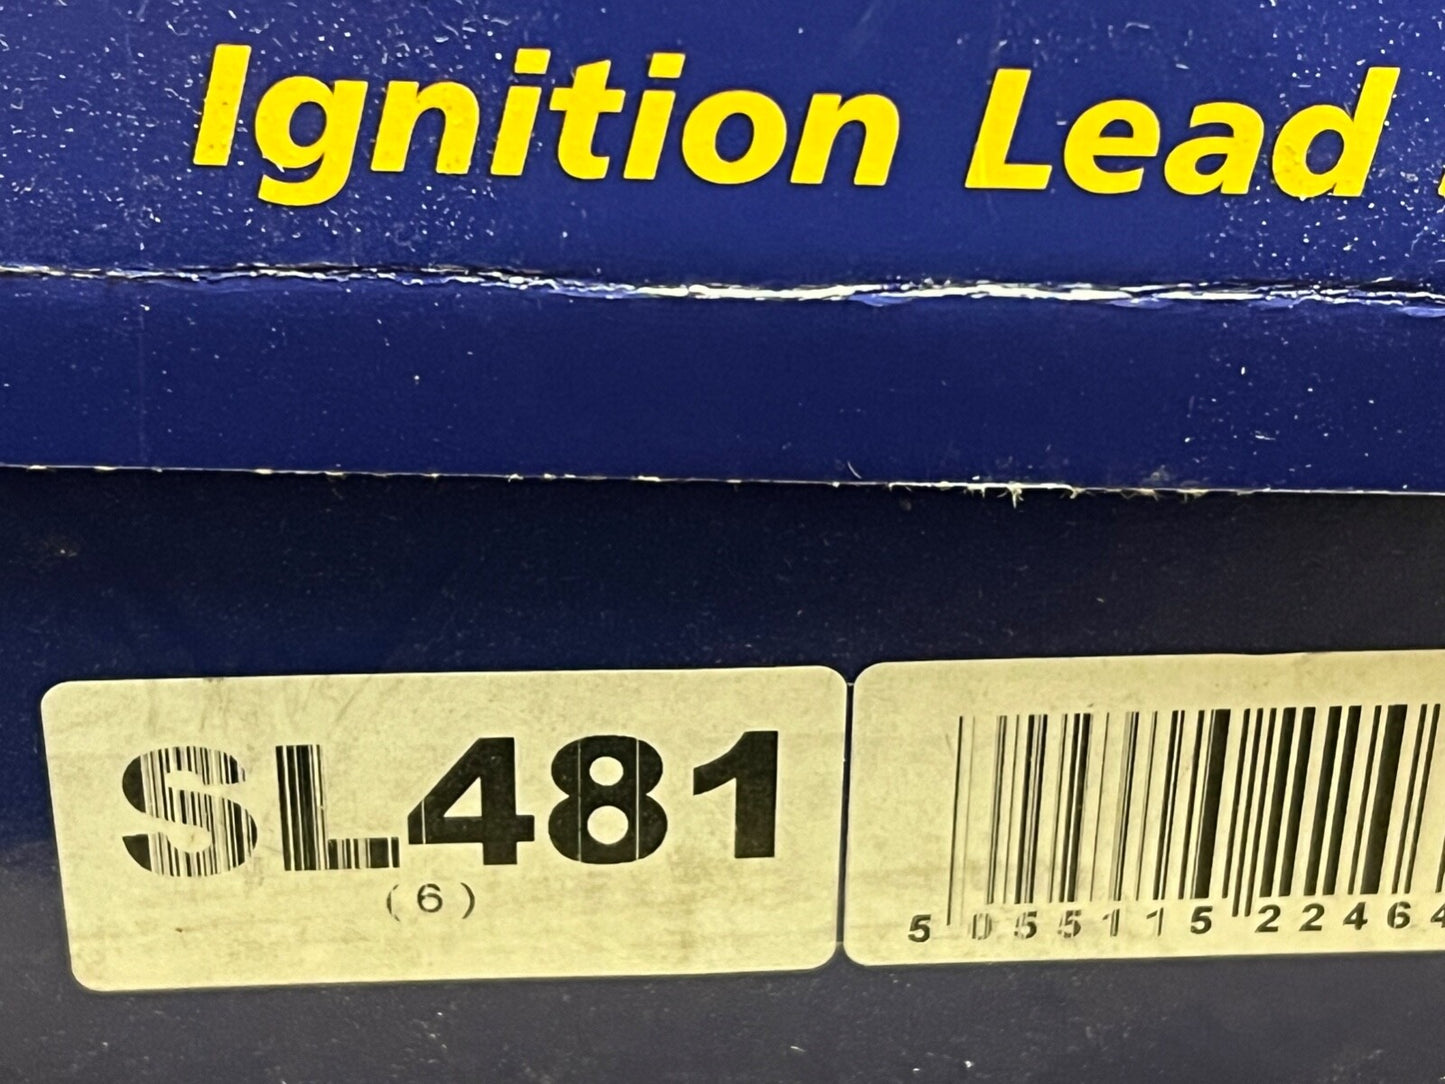 Ignition Lead
SL481
(6)
5 055115 22464